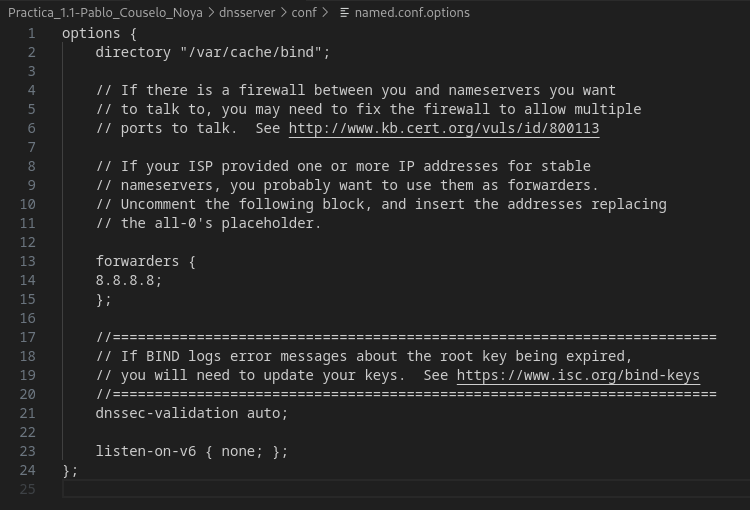 Practica_1.1-Pablo_Couselo_Noya > dnsserver > conf > named.conf.options
1 options {
2 directory "/var/cache/bind";
3
4 // If there is a firewall between you and nameservers you want
5 // to talk to, you may need to fix the firewall to allow multiple
6 // ports to talk.  See http://www.kb.cert.org/vuls/id/800113
7
8 // If your ISP provided one or more IP addresses for stable
9 // nameservers, you probably want to use them as forwarders.
10 // Uncomment the following block, and insert the addresses replacing
11 // the all-0's placeholder.
12
13 forwarders {
14 8.8.8.8;
15 };
16
17 //========================================================================
18 // If BIND logs error messages about the root key being expired,
19 // you will need to update your keys.  See https://www.isc.org/bind-keys
20 //========================================================================
21 dnssec-validation auto;
22
23 listen-on-v6 { none; };
24 };
25